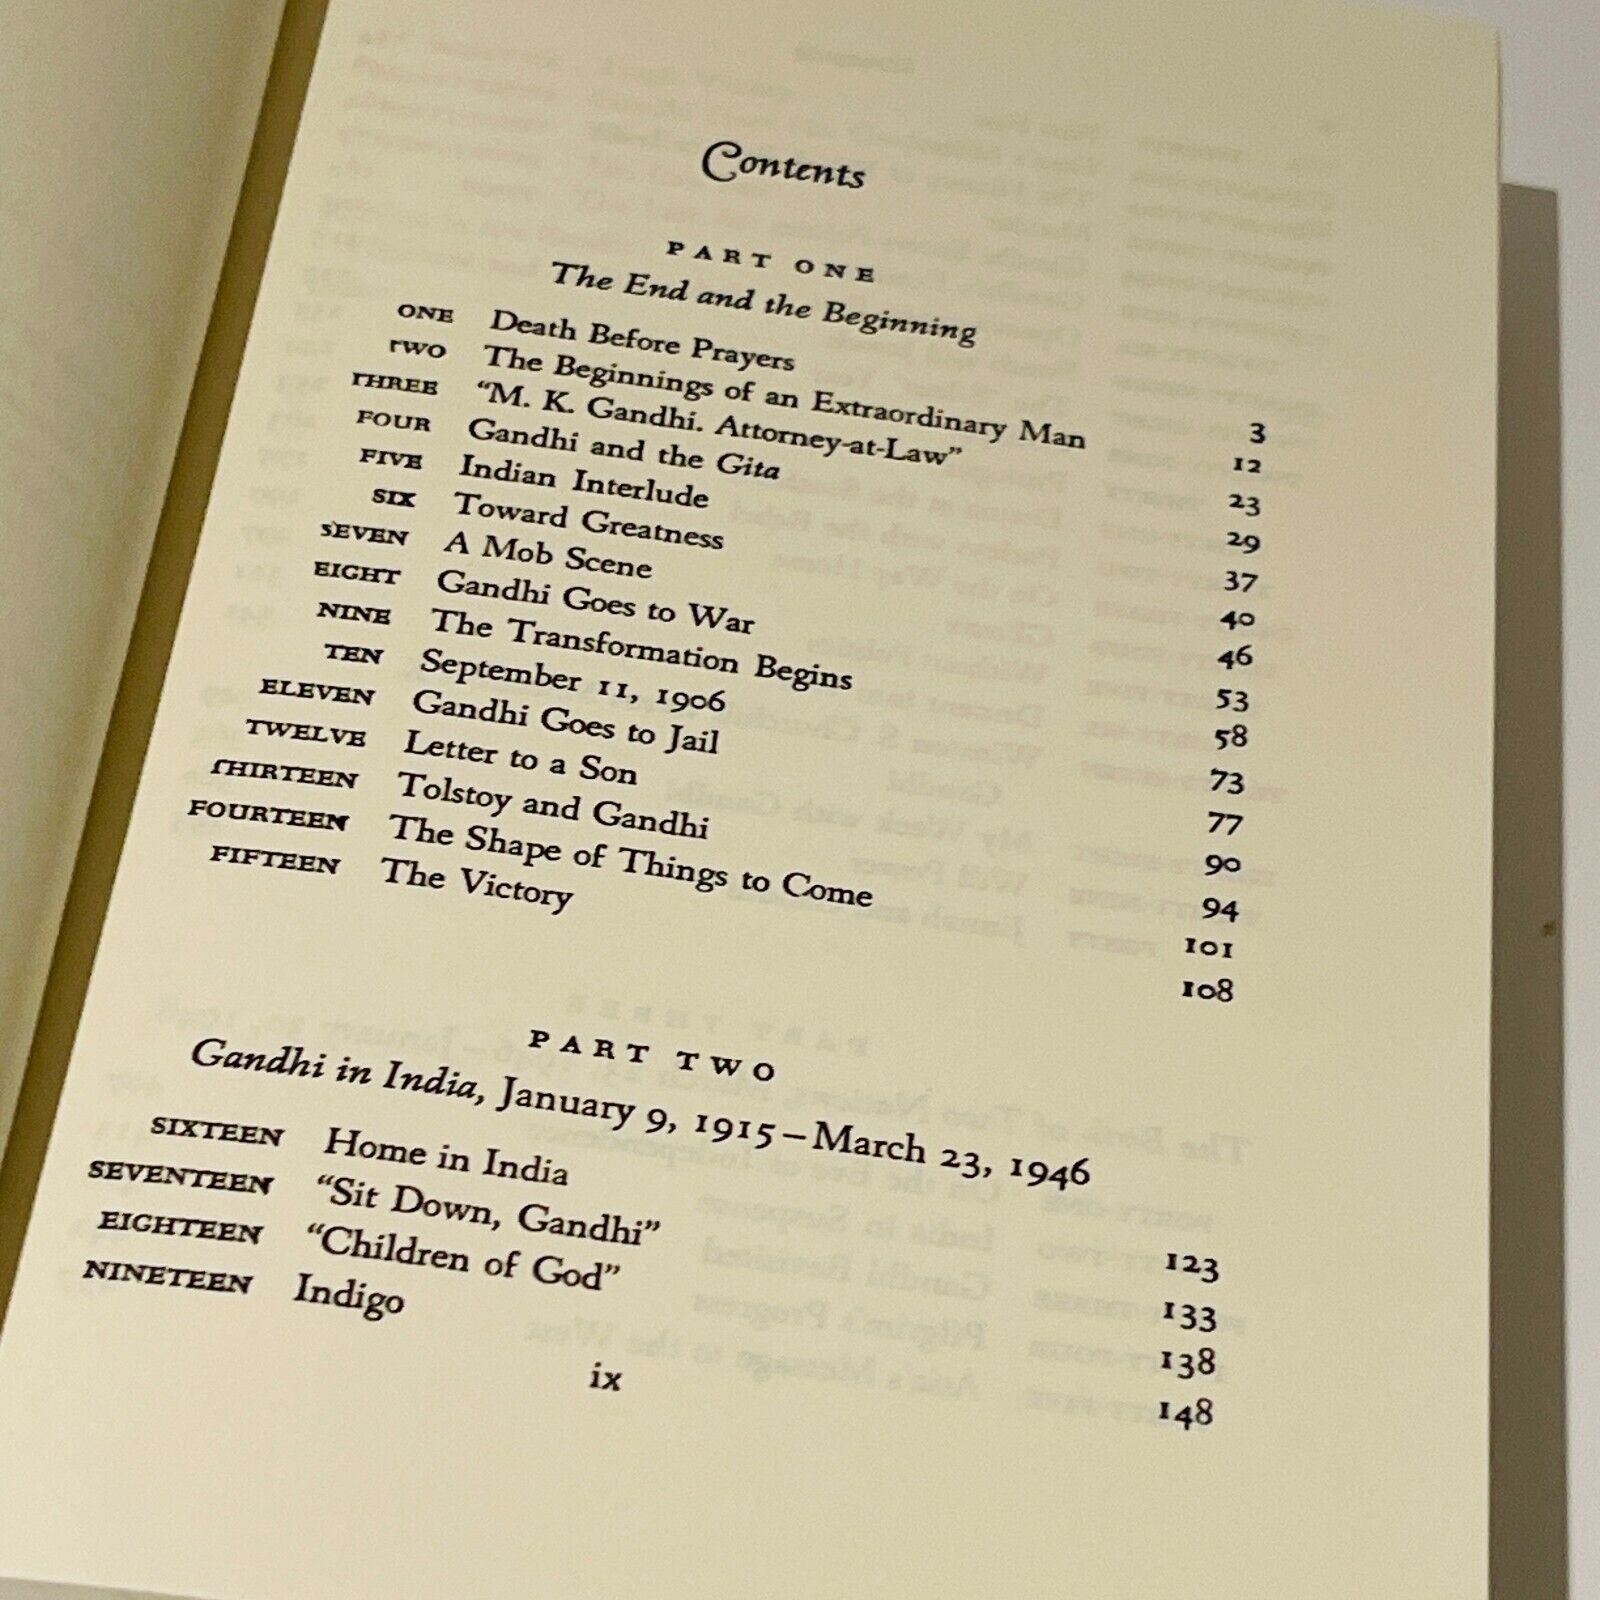 Contents
PART ONE
The End and the Beginning
ONE Death Before Prayers 3
TWO The Beginnings of an Extraordinary Man 12
THREE “M. K. Gandhi. Attorney-at-Law” 23
FOUR Gandhi and the Gita 29
FIVE Indian Interlude 37
SIX Toward Greatness 40
SEVEN A Mob Scene 46
EIGHT Gandhi Goes to War 53
NINE The Transformation Begins 58
TEN September 11, 1906 73
ELEVEN Gandhi Goes to Jail 77
TWELVE Letter to a Son 90
THIRTEEN Tolstoy and Gandhi 94
FOURTEEN The Shape of Things to Come 101
FIFTEEN The Victory 108
PART TWO
Gandhi in India, January 9, 1915–March 23, 1946
SIXTEEN Home in India 123
SEVENTEEN “Sit Down, Gandhi” 133
EIGHTEEN “Children of God” 138
NINETEEN Indigo 148
ix